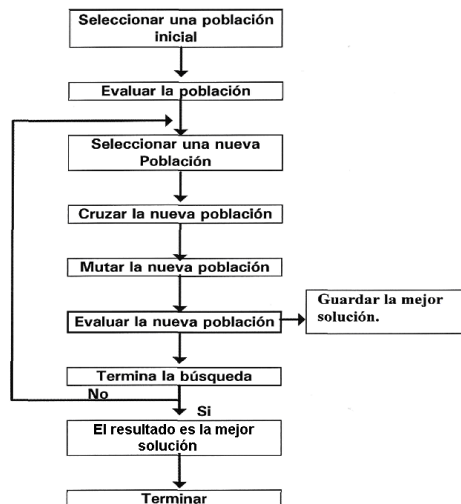 Seleccionar una población
inicial
Evaluar la población
Seleccionar una nueva
Población
Cruzar la nueva población
Mutar la nueva población
Evaluar la nueva población
Guardar la mejor
solución.
Termina la búsqueda
No
Si
El resultado es la mejor
solución
Terminar